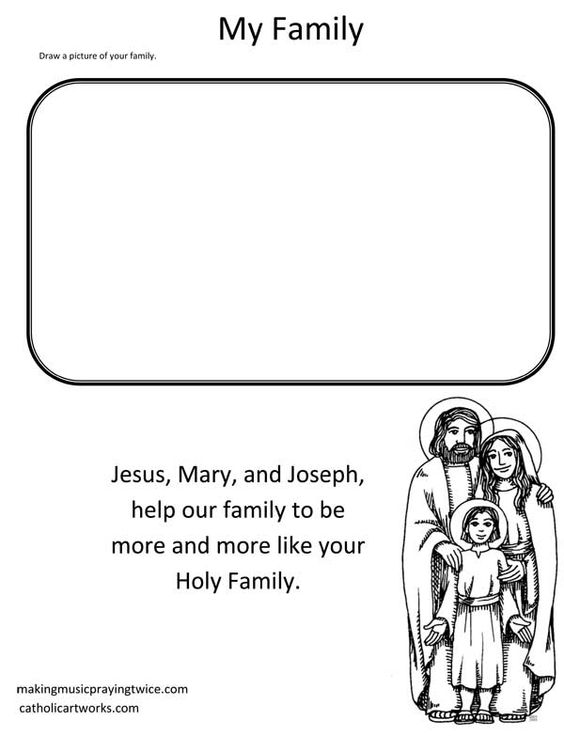 My Family
Draw a picture of your family.
Jesus, Mary, and Joseph,
help our family to be
more and more like your
Holy Family.
makingmusicprayingtwice.com
catholicartworks.com